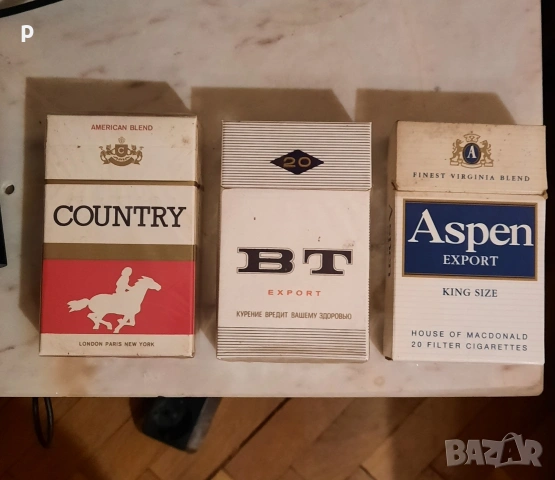 P
AMERICAN BLEND
C
COUNTRY
LONDON PARIS NEW YORK
20
BT
EXPORT
КУРЕНИЕ ВРЕДИТ ВАШЕМУ ЗДОРОВЬЮ
A
FINEST VIRGINIA BLEND
Aspen
EXPORT
KING SIZE
HOUSE OF MACDONALD
20 FILTER CIGARETTES
BAZAR